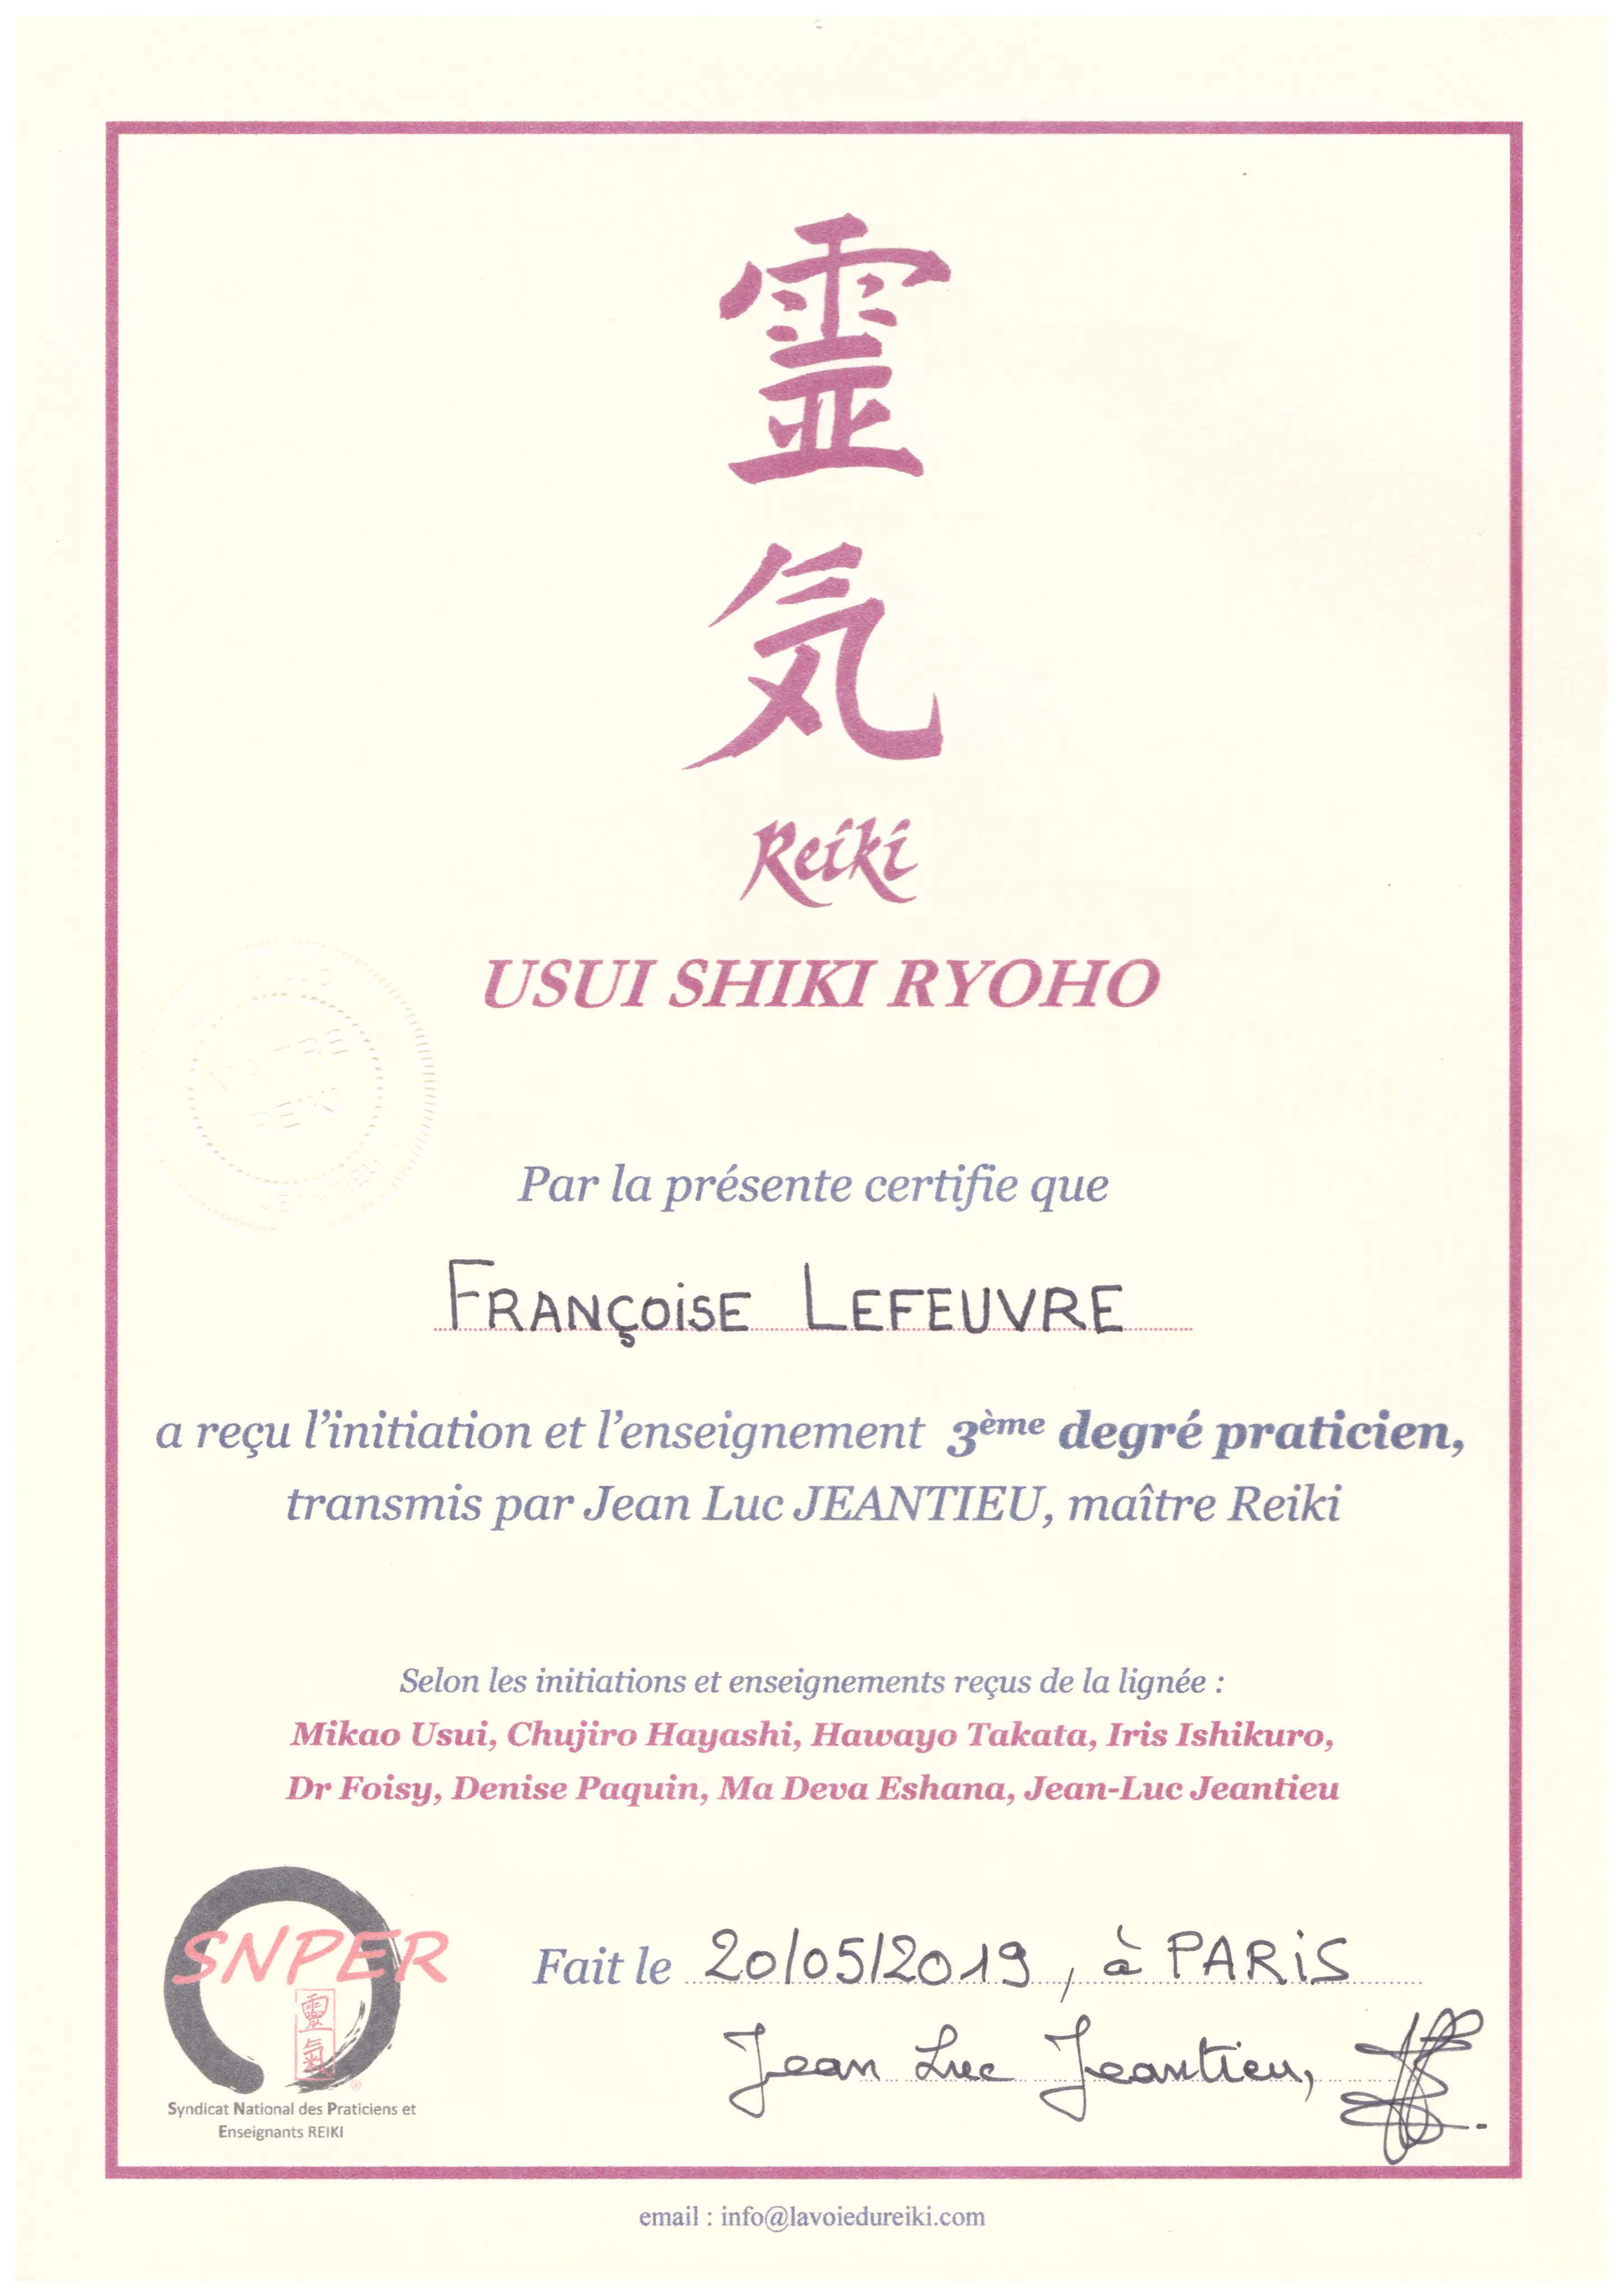 靈
気
Reiki
USUI SHIKI RYOHO
MAITRE
REIKI
Par la présente certifie que
FRANÇOISE LEFEUVRE
a reçu l'initiation et l'enseignement 3ème degré praticien,
transmis par Jean Luc JEANTIEU, maître Reiki
Selon les initiations et enseignements reçus de la lignée :
Mikao Usui, Chujiro Hayashi, Hawayo Takata, Iris Ishikuro,
Dr Foisy, Denise Paquin, Ma Deva Eshana, Jean-Luc Jeantieu
SNPER
靈
氣
®
Syndicat National des Praticiens et
Enseignants REIKI
Fait le 20/05/2019, à PARIS
Jean Luc Jeantieu,
email : info@lavoiedureiki.com